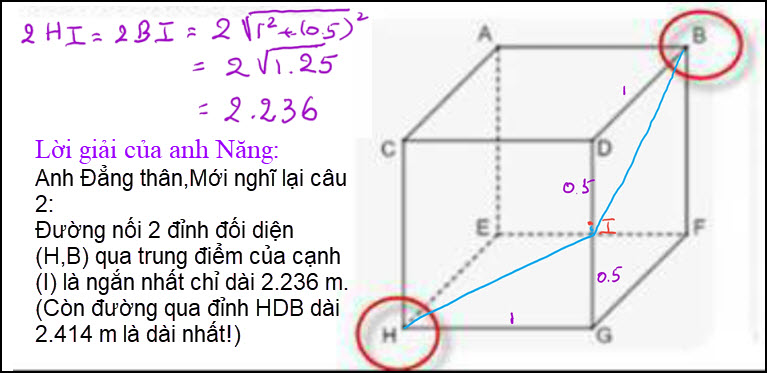 2HI = 2BI = 2√(1² + (0.5)²)
= 2√1.25
= 2.236
Lời giải của anh Năng:
Anh Đẳng thân,Mới nghĩ lại câu
2:
Đường nối 2 đỉnh đối diện
(H,B) qua trung điểm của cạnh
(I) là ngắn nhất chỉ dài 2.236 m.
(Còn đường qua đỉnh HDB dài
2.414 m là dài nhất!)
A
B
1
C
D
0.5
E
I
F
0.5
H
1
G